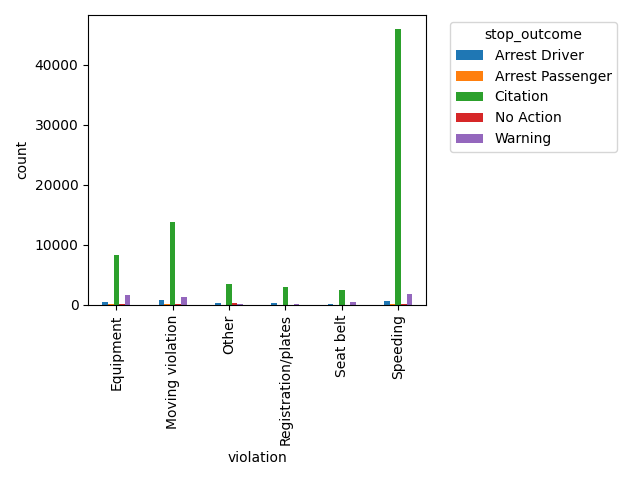 stop_outcome
Arrest Driver
Arrest Passenger
Citation
No Action
Warning
count
40000
30000
20000
10000
0
Equipment
Moving violation
Other
Registration/plates
Seat belt
Speeding
violation